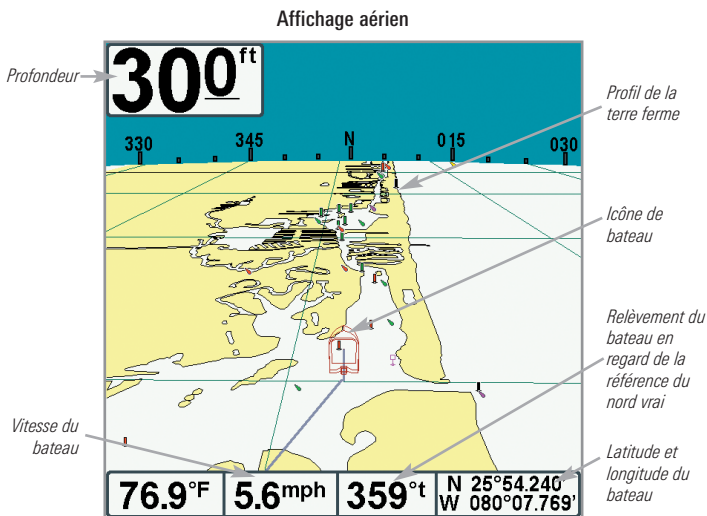 Affichage aérien
300 ft
Profondeur
Profil de la
terre ferme
330 345 N 015 030
Icône de
bateau
Relèvement du
bateau en
regard de la
référence du
nord vrai
Vitesse du
bateau
Latitude et
longitude du
bateau
76.9°F 5.6mph 359°t N 25°54.240'
W 080°07.769'